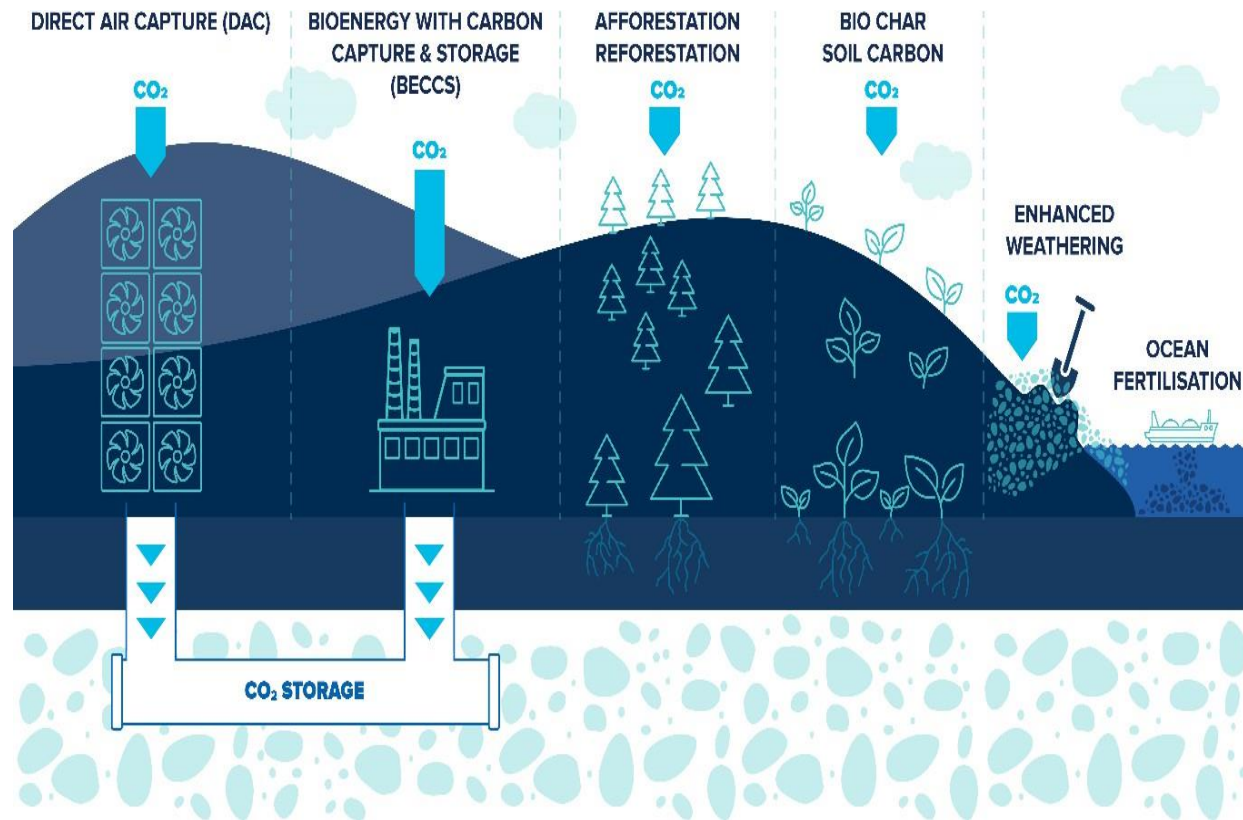 DIRECT AIR CAPTURE (DAC)
CO₂
BIOENERGY WITH CARBON
CAPTURE & STORAGE
(BECCS)
CO₂
AFFORESTATION
REFORESTATION
CO₂
BIO CHAR
SOIL CARBON
CO₂
ENHANCED
WEATHERING
CO₂
OCEAN
FERTILISATION
CO₂ STORAGE